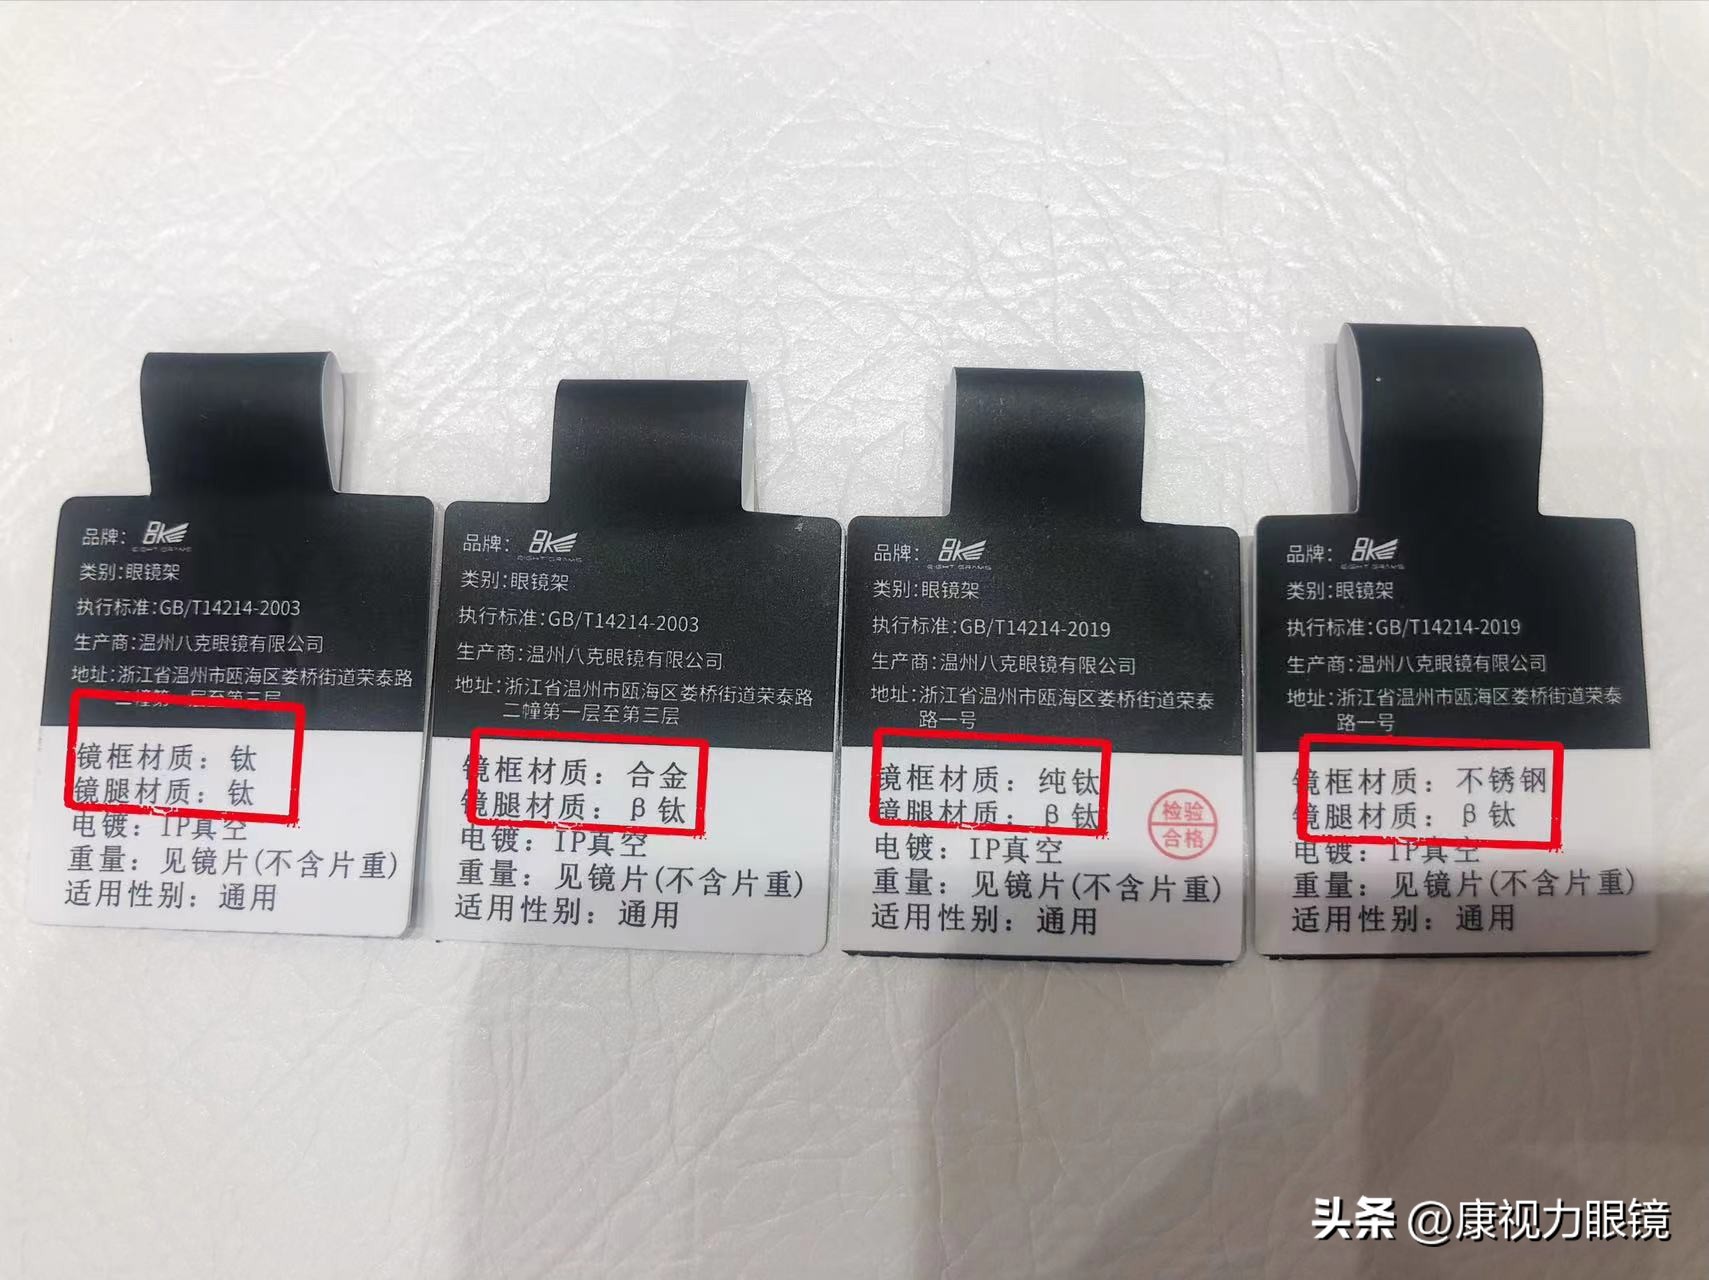 品牌：8K
EIGHT GRAMS
类别：眼镜架
执行标准：GB/T14214-2003
生产商：温州八克眼镜有限公司
地址：浙江省温州市瓯海区娄桥街道荣泰路
二幢第一层至第三层
镜框材质：钛
镜腿材质：钛
电镀：IP真空
重量：见镜片(不含片重)
适用性别：通用
品牌：8K
EIGHT GRAMS
类别：眼镜架
执行标准：GB/T14214-2003
生产商：温州八克眼镜有限公司
地址：浙江省温州市瓯海区娄桥街道荣泰路
二幢第一层至第三层
镜框材质：合金
镜腿材质：β钛
电镀：IP真空
重量：见镜片(不含片重)
适用性别：通用
品牌：8K
EIGHT GRAMS
类别：眼镜架
执行标准：GB/T14214-2019
生产商：温州八克眼镜有限公司
地址：浙江省温州市瓯海区娄桥街道荣泰
路一号
镜框材质：纯钛
镜腿材质：β钛
电镀：IP真空
重量：见镜片(不含片重)
适用性别：通用
检验
合格
品牌：8K
EIGHT GRAMS
类别：眼镜架
执行标准：GB/T14214-2019
生产商：温州八克眼镜有限公司
地址：浙江省温州市瓯海区娄桥街道荣泰
路一号
镜框材质：不锈钢
镜腿材质：β钛
电镀：IP真空
重量：见镜片(不含片重)
适用性别：通用
头条 @康视力眼镜